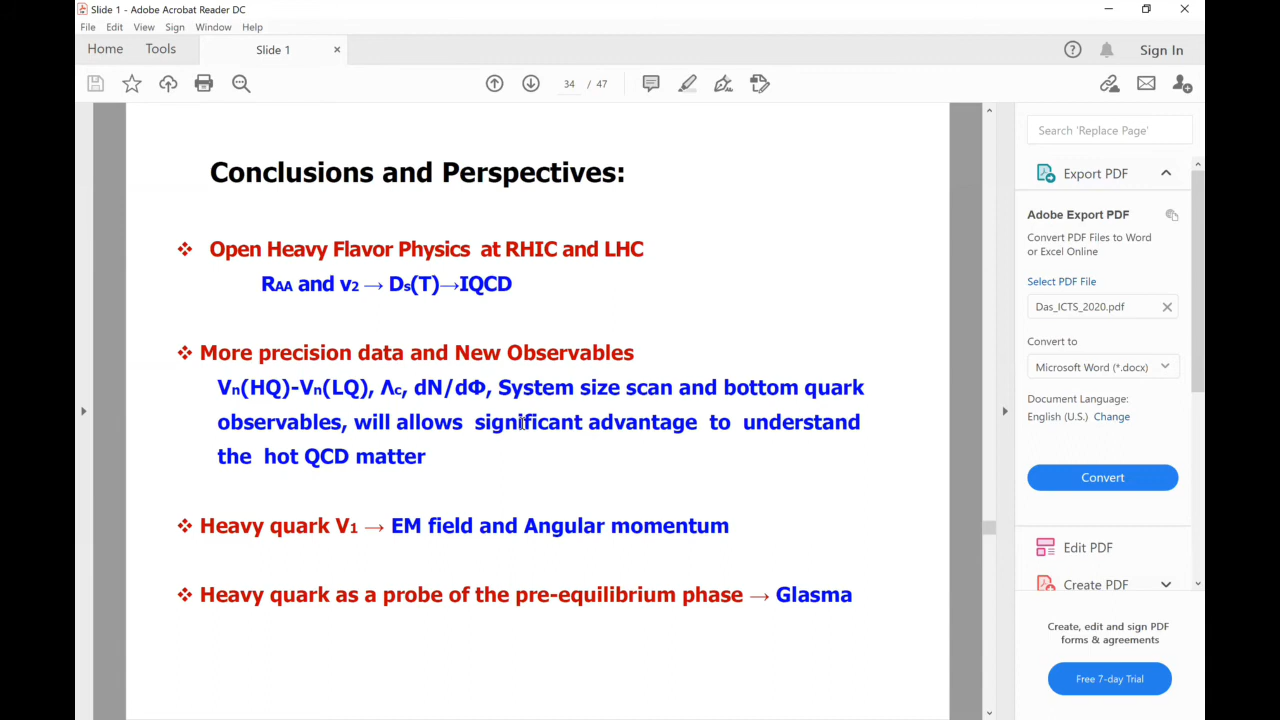 Slide 1 - Adobe Acrobat Reader DC
File Edit View Sign Window Help
Home Tools Slide 1 × Sign In
34 / 47
Conclusions and Perspectives:
❖ Open Heavy Flavor Physics at RHIC and LHC
RAA and v2 → Ds(T)→IQCD
❖ More precision data and New Observables
Vn(HQ)-Vn(LQ), Λc, dN/dΦ, System size scan and bottom quark
observables, will allows significant advantage to understand
the hot QCD matter
❖ Heavy quark V1 → EM field and Angular momentum
❖ Heavy quark as a probe of the pre-equilibrium phase → Glasma
Search 'Replace Page'
Export PDF
Adobe Export PDF
Convert PDF Files to Word
or Excel Online
Select PDF File
Das_ICTS_2020.pdf ×
Convert to
Microsoft Word (*.docx)
Document Language:
English (U.S.) Change
Convert
Edit PDF
Create PDF
Create, edit and sign PDF
forms & agreements
Free 7-day Trial